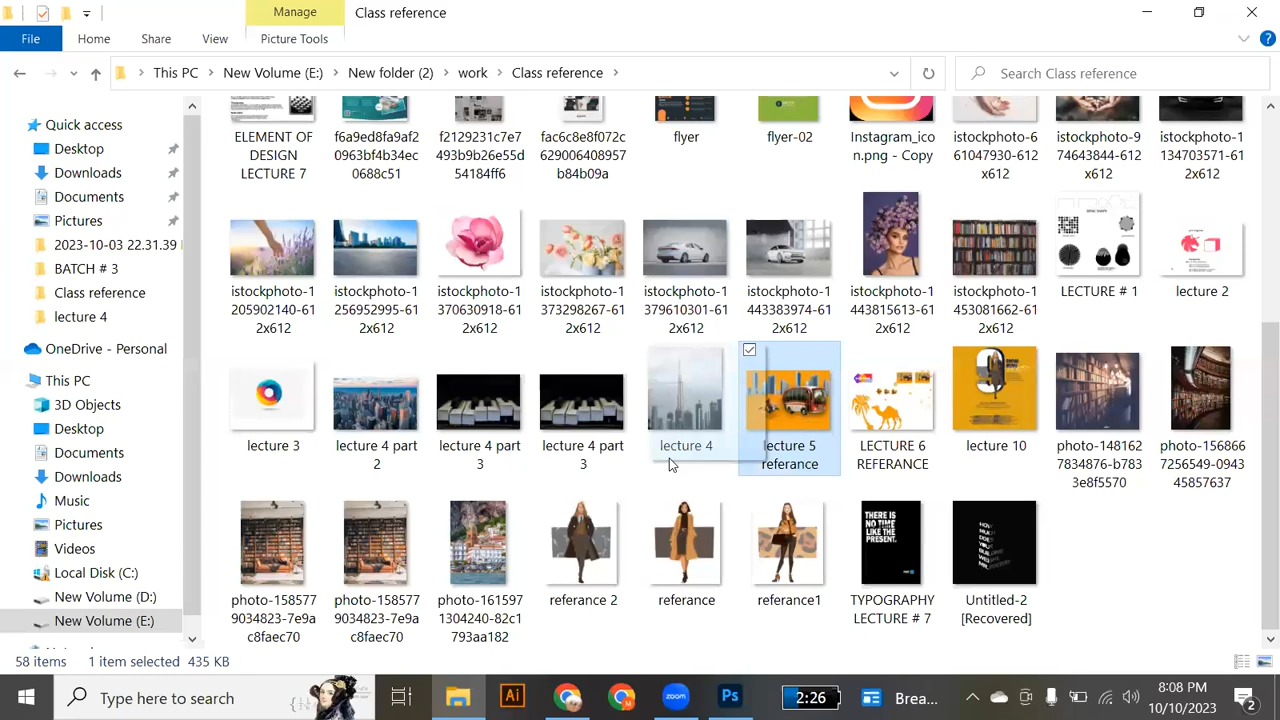 Manage
Class reference
File
Home
Share
View
Picture Tools
This PC
New Volume (E:)
New folder (2)
work
Class reference
Search Class reference
Quick access
Desktop
Downloads
Documents
Pictures
2023-10-03 22.31.39
BATCH # 3
Class reference
lecture 4
OneDrive - Personal
This PC
3D Objects
Desktop
Documents
Downloads
Music
Pictures
Videos
Local Disk (C:)
New Volume (D:)
New Volume (E:)
ELEMENT OF
DESIGN
LECTURE 7
f6a9ed8fa9af2
0963bf4b34ec
0688c51
f2129231c7e7
493b9b26e55d
54184ff6
fac6c8e8f072c
629006408957
b84b09a
flyer
flyer-02
Instagram_ic
on.png - Copy
istockphoto-6
61047930-612
x612
istockphoto-9
74643844-612
x612
istockphoto-1
134703571-61
2x612
istockphoto-1
205902140-61
2x612
istockphoto-1
256952995-61
2x612
istockphoto-1
370630918-61
2x612
istockphoto-1
373298267-61
2x612
istockphoto-1
379610301-61
2x612
istockphoto-1
443383974-61
2x612
istockphoto-1
443815613-61
2x612
istockphoto-1
453081662-61
2x612
LECTURE # 1
lecture 2
lecture 3
lecture 4 part
2
lecture 4 part
3
lecture 4 part
3
lecture 4
lecture 5
referance
LECTURE 6
REFERANCE
lecture 10
photo-148162
7834876-b783
3e8f5570
photo-156866
7256549-0943
45857637
photo-158577
9034823-7e9a
c8faec70
photo-158577
9034823-7e9a
c8faec70
photo-161597
1304240-82c1
793aa182
referance 2
referance
referance1
THERE IS
NO TIME
LIKE THE
PRESENT.
TYPOGRAPHY
LECTURE # 7
Untitled-2
[Recovered]
58 items
1 item selected
435 KB
Type here to search
Ai
zoom
Ps
2:26
Brea...
8:08 PM
10/10/2023
2